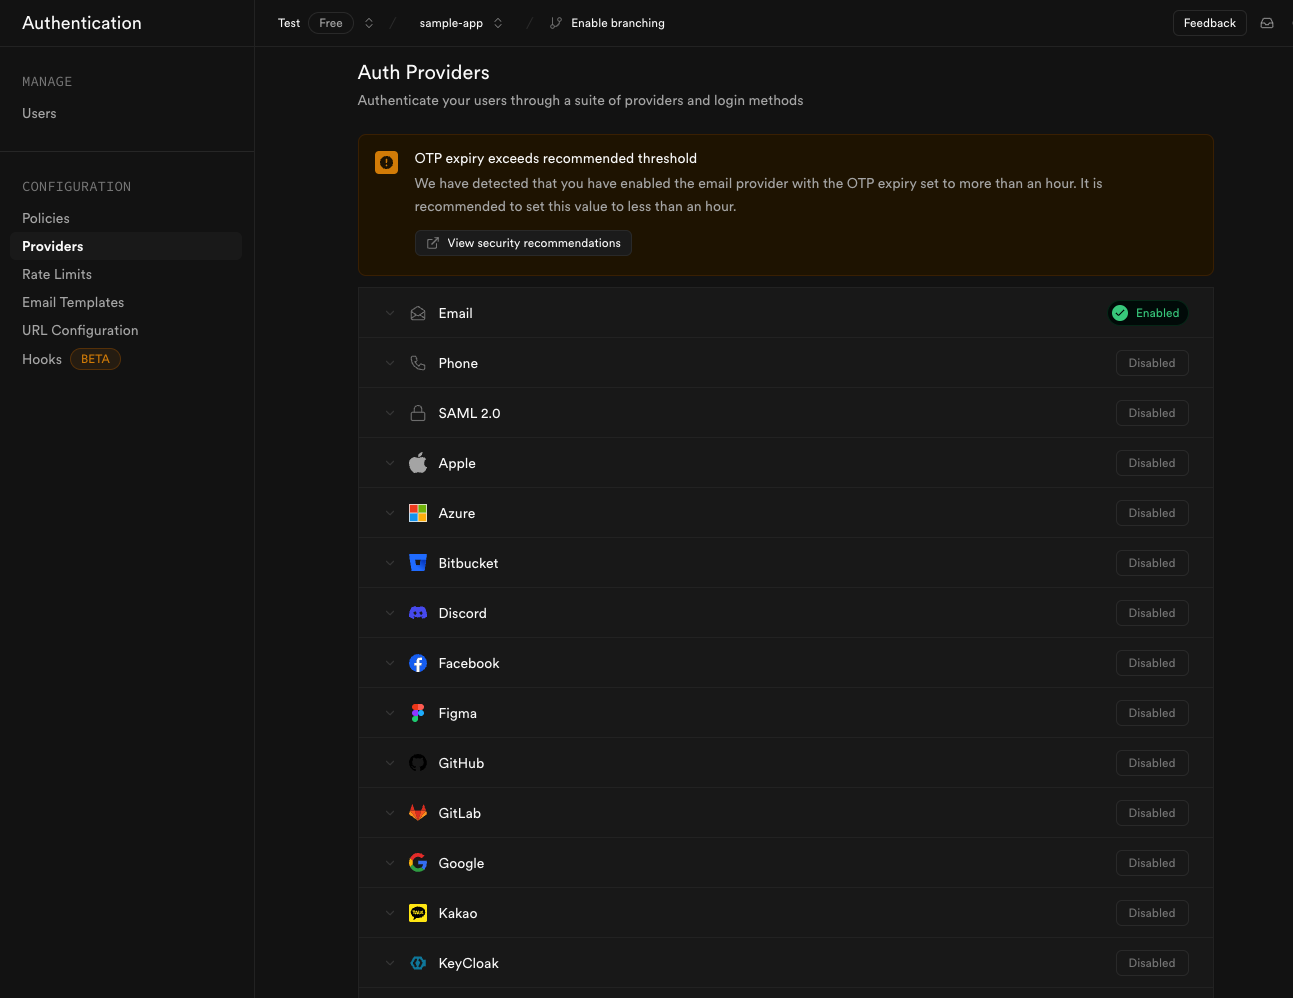 Authentication
Test Free / sample-app / Enable branching
Feedback
MANAGE
Users
CONFIGURATION
Policies
Providers
Rate Limits
Email Templates
URL Configuration
Hooks BETA
Auth Providers
Authenticate your users through a suite of providers and login methods
OTP expiry exceeds recommended threshold
We have detected that you have enabled the email provider with the OTP expiry set to more than an hour. It is
recommended to set this value to less than an hour.
View security recommendations
Email Enabled
Phone Disabled
SAML 2.0 Disabled
Apple Disabled
Azure Disabled
Bitbucket Disabled
Discord Disabled
Facebook Disabled
Figma Disabled
GitHub Disabled
GitLab Disabled
Google Disabled
Kakao Disabled
KeyCloak Disabled